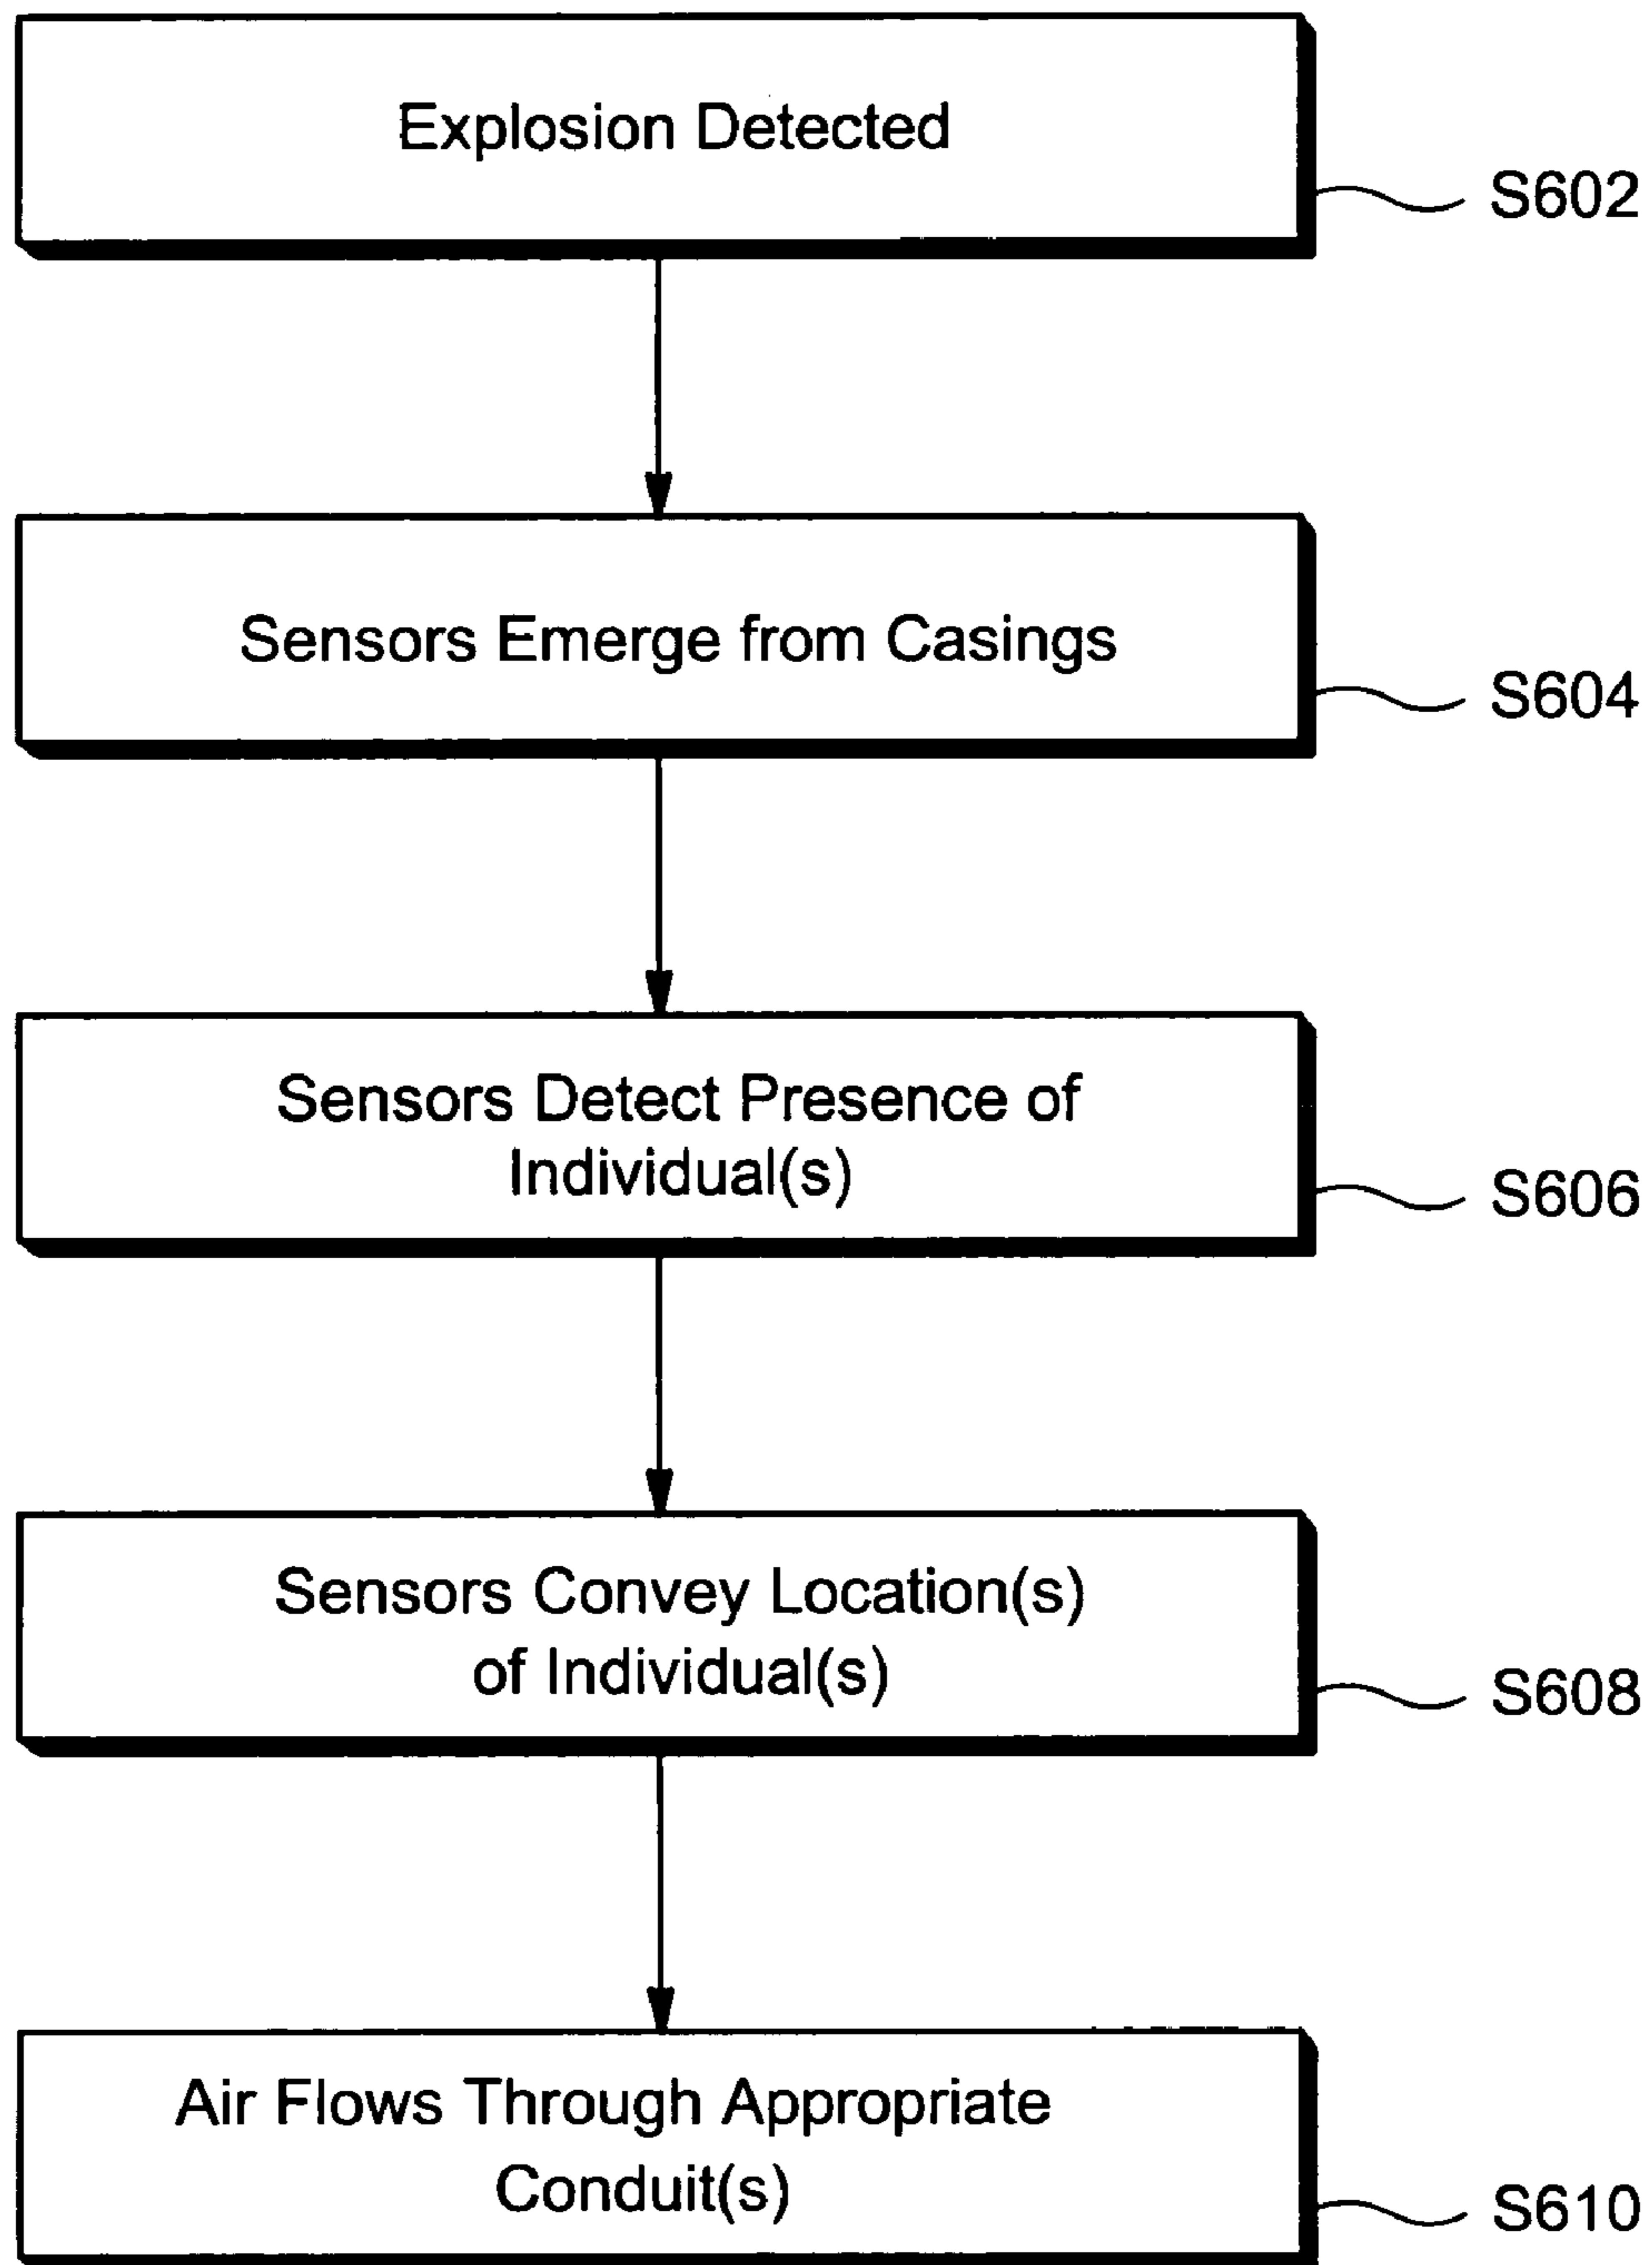 Explosion Detected
S602
Sensors Emerge from Casings
S604
Sensors Detect Presence of
Individual(s)
S606
Sensors Convey Location(s)
of Individual(s)
S608
Air Flows Through Appropriate
Conduit(s)
S610